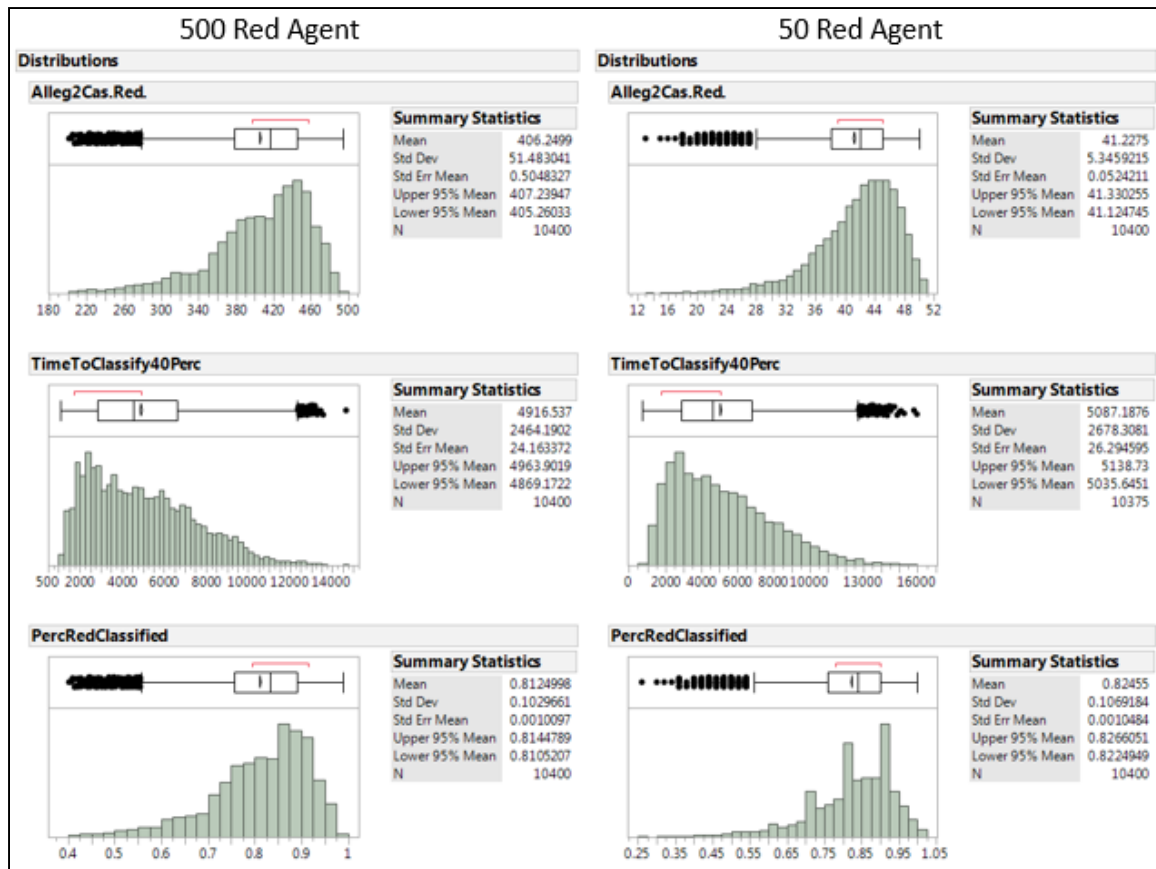 500 Red Agent
50 Red Agent
Distributions
Distributions
Alleg2Cas.Red.
Alleg2Cas.Red.
Summary Statistics
Mean 406.2499
Std Dev 51.483041
Std Err Mean 0.5048327
Upper 95% Mean 407.23947
Lower 95% Mean 405.26033
N 10400
180 220 260 300 340 380 420 460 500
Summary Statistics
Mean 41.2275
Std Dev 5.3459215
Std Err Mean 0.0524211
Upper 95% Mean 41.330255
Lower 95% Mean 41.124745
N 10400
12 16 20 24 28 32 36 40 44 48 52
TimeToClassify40Perc
TimeToClassify40Perc
Summary Statistics
Mean 4916.537
Std Dev 2464.1902
Std Err Mean 24.163372
Upper 95% Mean 4963.9019
Lower 95% Mean 4869.1722
N 10400
500 2000 4000 6000 8000 10000 12000 14000
Summary Statistics
Mean 5087.1876
Std Dev 2678.3081
Std Err Mean 26.294595
Upper 95% Mean 5138.73
Lower 95% Mean 5035.6451
N 10375
0 2000 4000 6000 8000 10000 13000 16000
PercRedClassified
PercRedClassified
Summary Statistics
Mean 0.8124998
Std Dev 0.1029661
Std Err Mean 0.0010097
Upper 95% Mean 0.8144789
Lower 95% Mean 0.8105207
N 10400
0.4 0.5 0.6 0.7 0.8 0.9 1
Summary Statistics
Mean 0.82455
Std Dev 0.1069184
Std Err Mean 0.0010484
Upper 95% Mean 0.8266051
Lower 95% Mean 0.8224949
N 10400
0.25 0.35 0.45 0.55 0.65 0.75 0.85 0.95 1.05